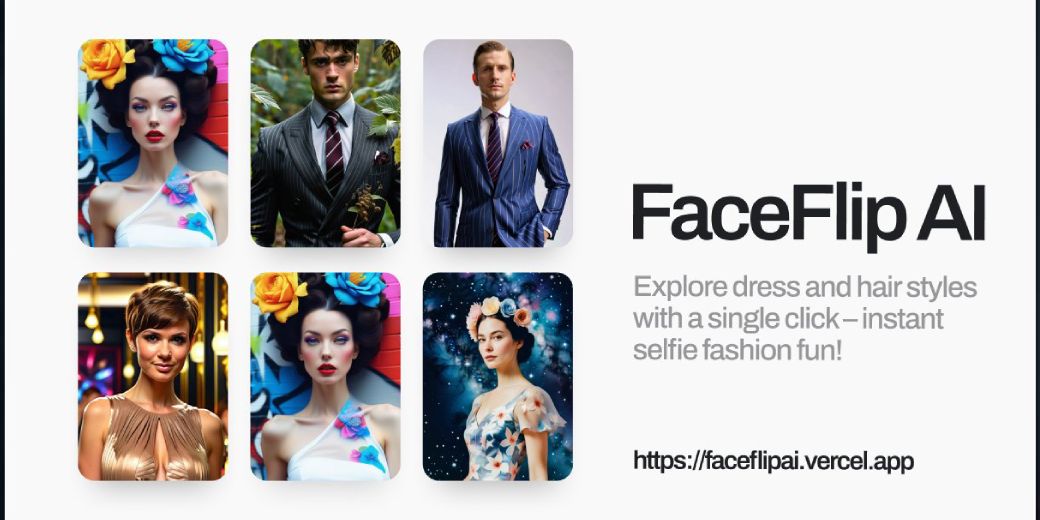 FaceFlip AI
Explore dress and hair styles
with a single click – instant
selfie fashion fun!
https://faceflipai.vercel.app